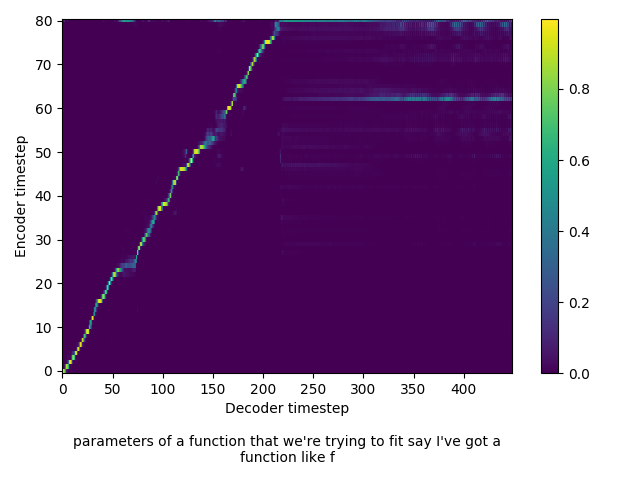 80
70
60
50
40
30
20
10
0
Encoder timestep
0 50 100 150 200 250 300 350 400
Decoder timestep
0.8
0.6
0.4
0.2
0.0
parameters of a function that we're trying to fit say I've got a
function like f